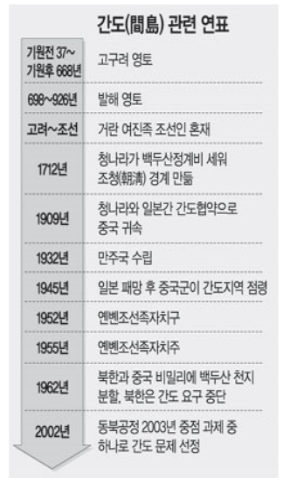 간도(間島) 관련 연표
기원전 37~
기원후 668년
고구려 영토
698~926년
발해 영토
고려~조선
거란 여진족 조선인 혼재
1712년
청나라가 백두산정계비 세워
조청(朝淸) 경계 만듦
1909년
청나라와 일본간 간도협약으로
중국 귀속
1932년
만주국 수립
1945년
일본 패망 후 중국군이 간도지역 점령
1952년
옌볜조선족자치구
1955년
옌볜조선족자치주
1962년
북한과 중국 비밀리에 백두산 천지
분할, 북한은 간도 요구 중단
2002년
동북공정 2003년 중점 과제 중
하나로 간도 문제 선정